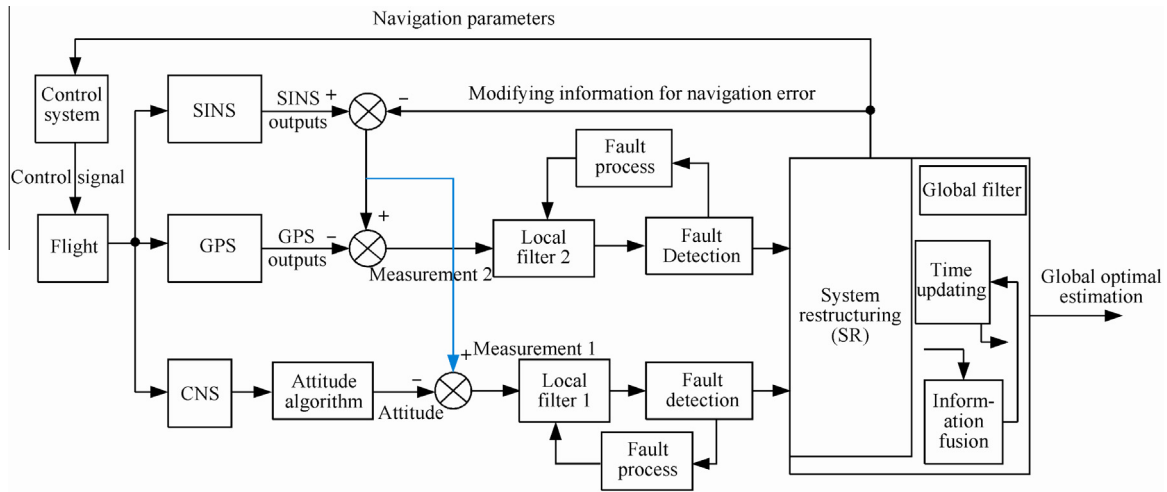 Navigation parameters
Control
system
SINS
SINS +
outputs
−
Modifying information for navigation error
Fault
process
Control signal
Global filter
Flight
GPS
GPS −
outputs
+
Measurement 2
Local
filter 2
Fault
Detection
System
restructuring
(SR)
Time
updating
Global optimal
estimation
CNS
Attitude
algorithm
−
Attitude
+
Measurement 1
Local
filter 1
Fault
detection
Fault
process
Inform-
ation
fusion